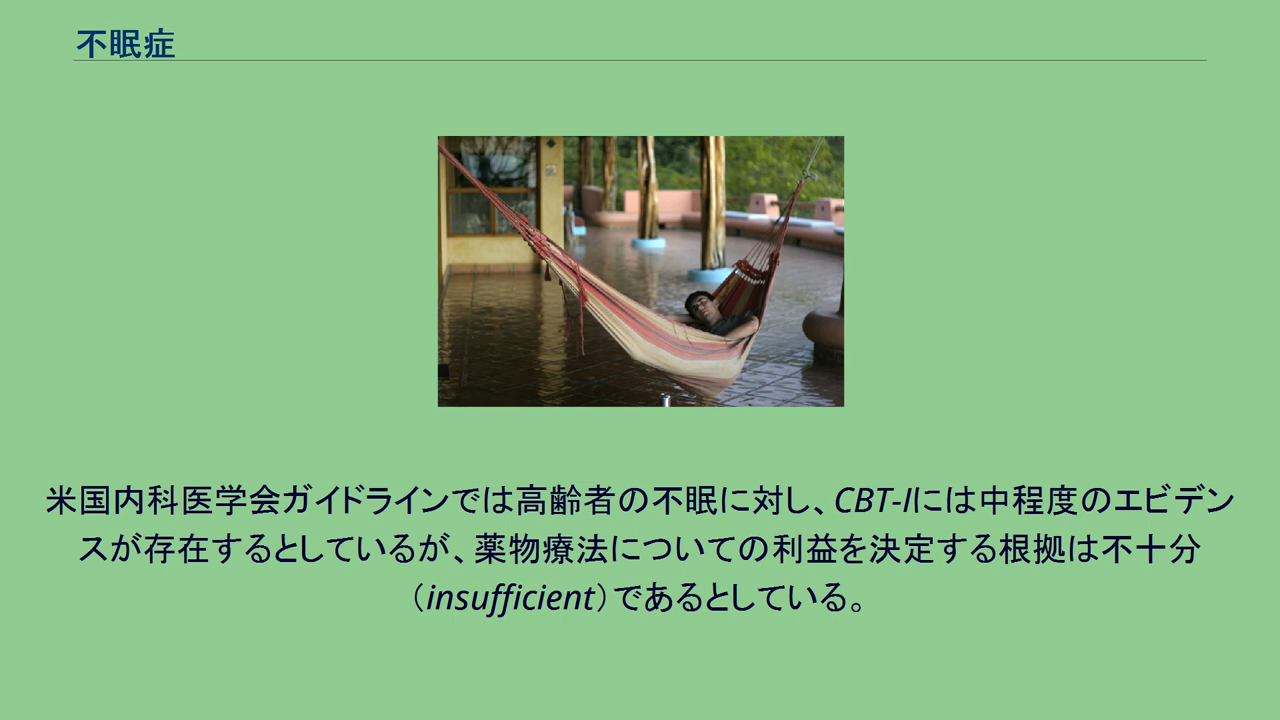 不眠症
米国内科医学会ガイドラインでは高齢者の不眠に対し、CBT-Iには中程度のエビデン
スが存在するとしているが、薬物療法についての利益を決定する根拠は不十分
（insufficient）であるとしている。